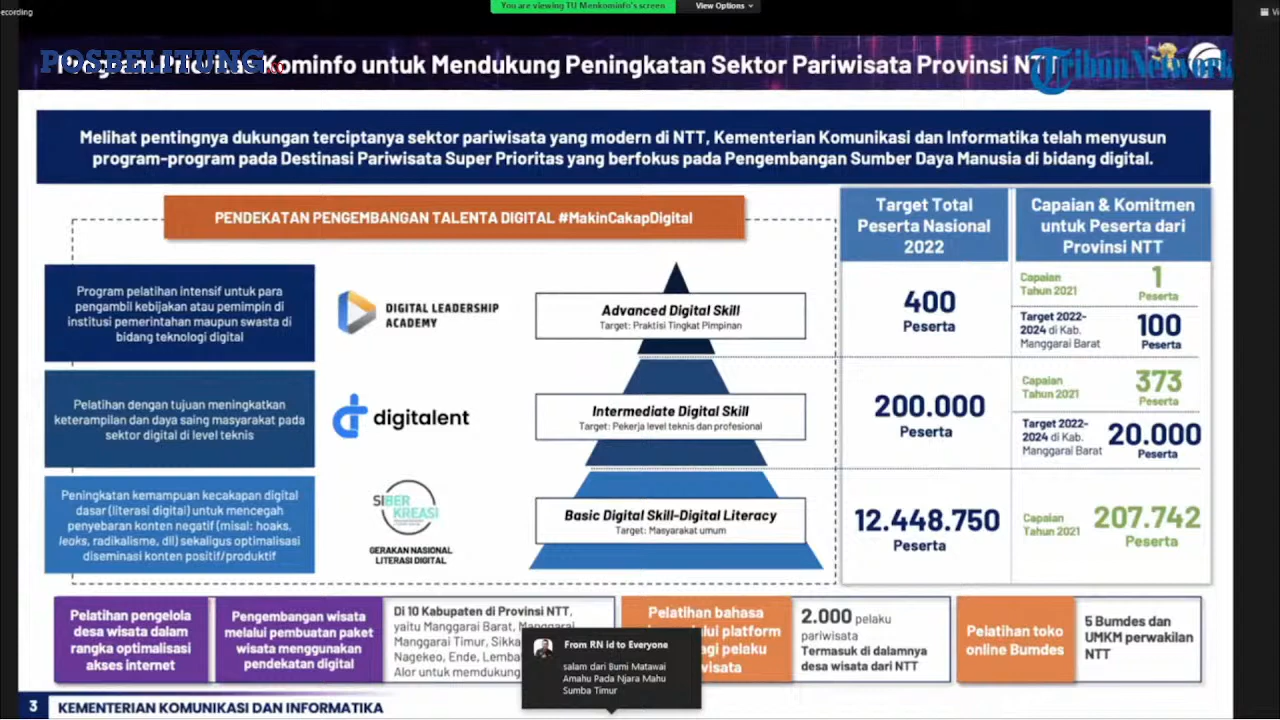 ecording
You are viewing TU Menkominfo's screen
View Options
POSBELITUNG.co
Kominfo untuk Mendukung Peningkatan Sektor Pariwisata Provinsi NTT
TribunNetwork
Melihat pentingnya dukungan terciptanya sektor pariwisata yang modern di NTT, Kementerian Komunikasi dan Informatika telah menyusun
program-program pada Destinasi Pariwisata Super Prioritas yang berfokus pada Pengembangan Sumber Daya Manusia di bidang digital.
PENDEKATAN PENGEMBANGAN TALENTA DIGITAL #MakinCakapDigital
Target Total
Peserta Nasional
2022
Capaian & Komitmen
untuk Peserta dari
Provinsi NTT
Program pelatihan intensif untuk para
pengambil kebijakan atau pemimpin di
institusi pemerintahan maupun swasta di
bidang teknologi digital
DIGITAL LEADERSHIP
ACADEMY
Advanced Digital Skill
Target: Praktisi Tingkat Pimpinan
400
Peserta
Capaian
Tahun 2021
1
Peserta
Target 2022-
2024 di Kab.
Manggarai Barat
100
Peserta
Pelatihan dengan tujuan meningkatkan
keterampilan dan daya saing masyarakat pada
sektor digital di level teknis
digitalent
Intermediate Digital Skill
Target: Pekerja level teknis dan profesional
200.000
Peserta
Capaian
Tahun 2021
373
Peserta
Target 2022-
2024 di Kab.
Manggarai Barat
20.000
Peserta
Peningkatan kemampuan kecakapan digital
dasar (literasi digital) untuk mencegah
penyebaran konten negatif (misal: hoaks,
leaks, radikalisme, dll) sekaligus optimalisasi
diseminasi konten positif/produktif
SIBER
KREASI
GERAKAN NASIONAL
LITERASI DIGITAL
Basic Digital Skill-Digital Literacy
Target: Masyarakat umum
12.448.750
Peserta
Capaian
Tahun 2021
207.742
Peserta
Pelatihan pengelola
desa wisata dalam
rangka optimalisasi
akses internet
Pengembangan wisata
melalui pembuatan paket
wisata menggunakan
pendekatan digital
Di 10 Kabupaten di Provinsi NTT,
yaitu Manggarai Barat, Manggarai
Manggarai Timur, Sikka
Nagekeo, Ende, Lemba
Alor untuk memdukung
Pelatihan bahasa
platform
pelaku
2.000 pelaku
pariwisata
Termasuk di dalamnya
desa wisata dari NTT
Pelatihan toko
online Bumdes
5 Bumdes dan
UMKM perwakilan
NTT
From RN id to Everyone
salam dari Bumi Matawai
Amahu Pada Njara Mahu
Sumba Timur
3 KEMENTERIAN KOMUNIKASI DAN INFORMATIKA